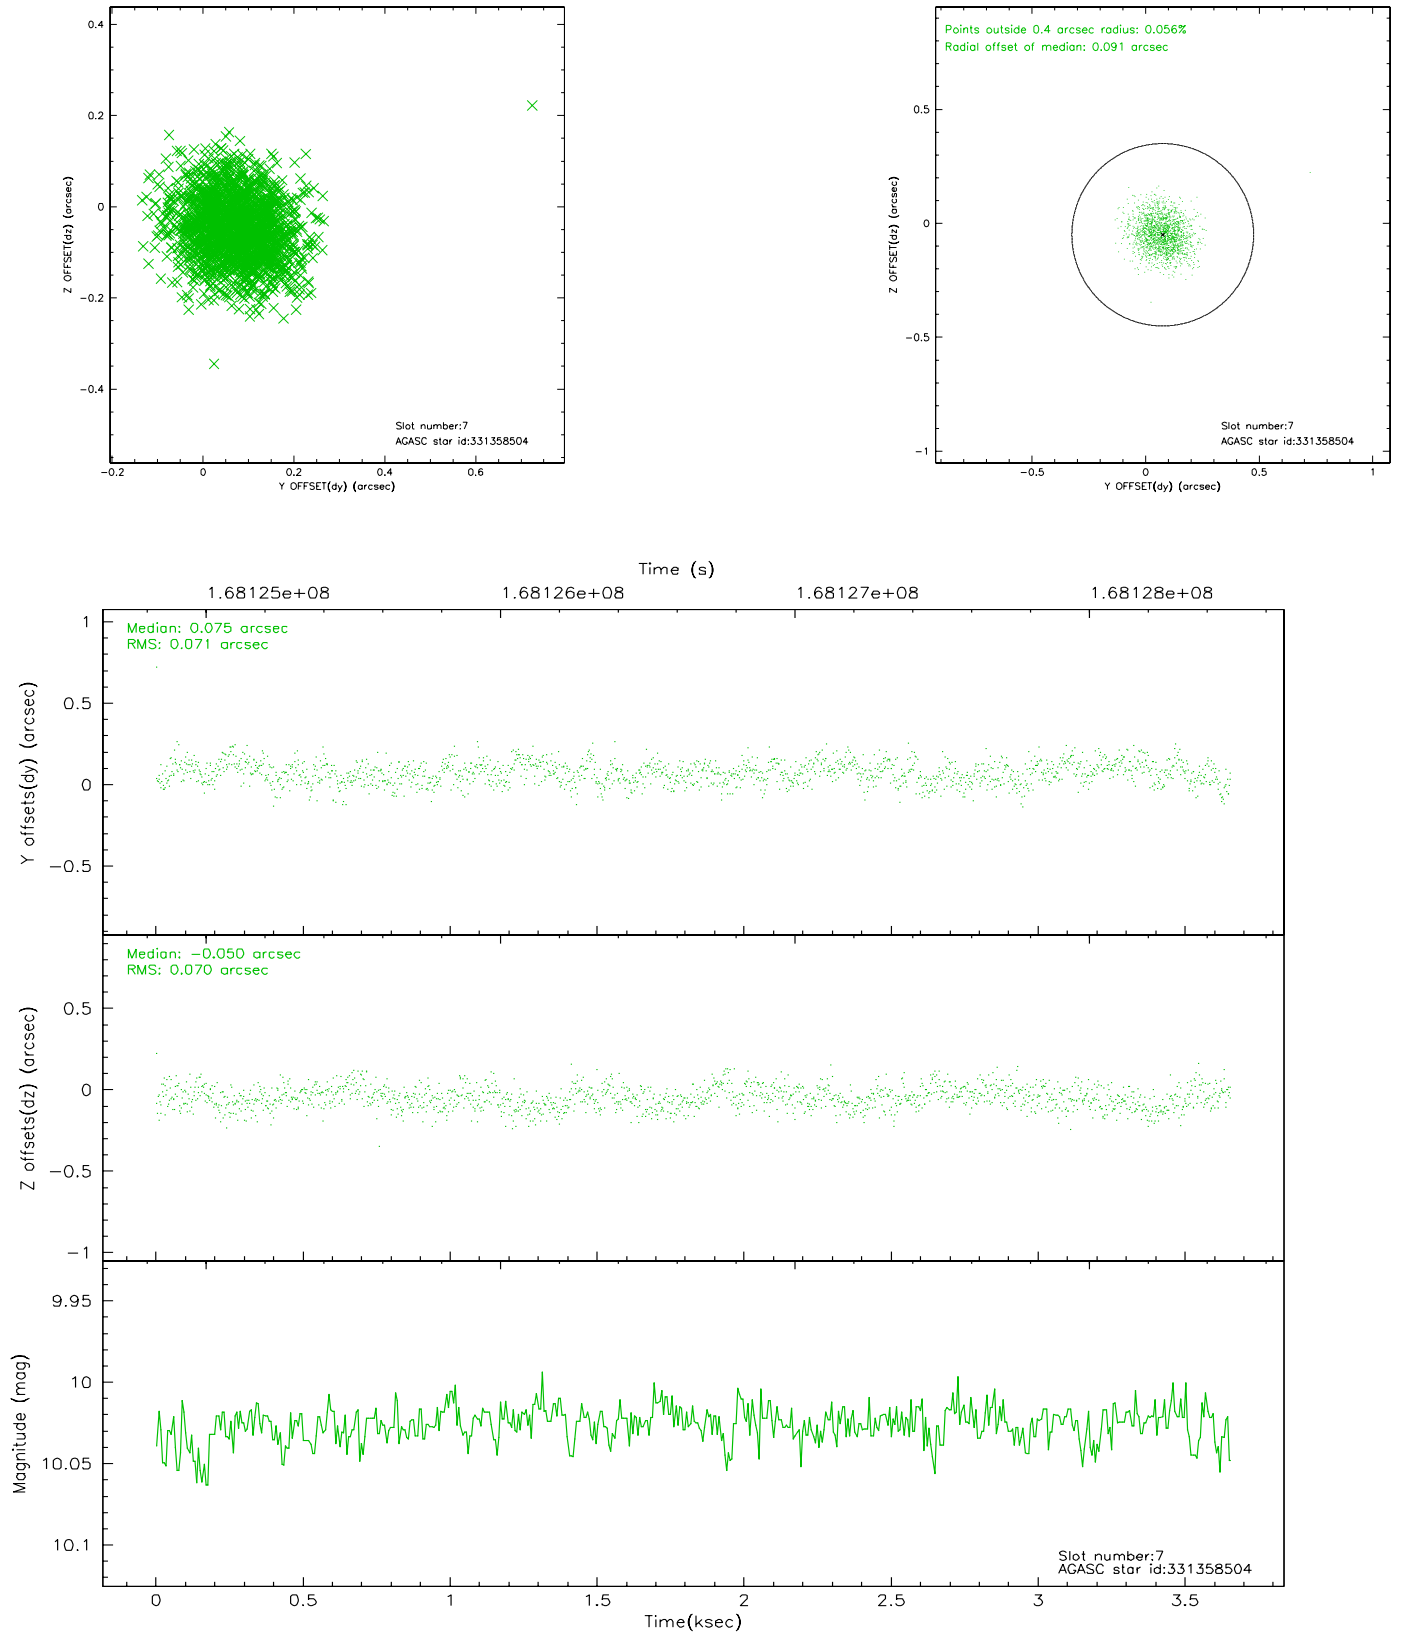 0.4
0.2
0
−0.2
−0.4
Z OFFSET(dz) (arcsec)
−0.2 0 0.2 0.4 0.6
Y OFFSET(dy) (arcsec)
Slot number:7
AGASC star id:331358504
Points outside 0.4 arcsec radius: 0.056%
Radial offset of median: 0.091 arcsec
0.5
0
−0.5
−1
Z OFFSET(dz) (arcsec)
−0.5 0 0.5 1
Y OFFSET(dy) (arcsec)
Slot number:7
AGASC star id:331358504
Time (s)
1.68125e+08 1.68126e+08 1.68127e+08 1.68128e+08
Median: 0.075 arcsec
RMS: 0.071 arcsec
1
0.5
0
−0.5
Y offsets(dy) (arcsec)
Median: −0.050 arcsec
RMS: 0.070 arcsec
0.5
0
−0.5
−1
Z offsets(dz) (arcsec)
9.95
10
10.05
10.1
Magnitude (mag)
Slot number:7
AGASC star id:331358504
0 0.5 1 1.5 2 2.5 3 3.5
Time(ksec)